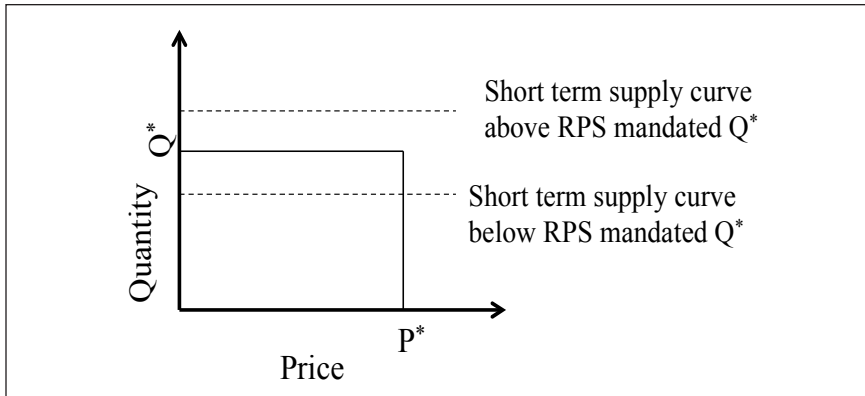 Short term supply curve
above RPS mandated Q*
Q*
Short term supply curve
below RPS mandated Q*
Quantity
P*
Price